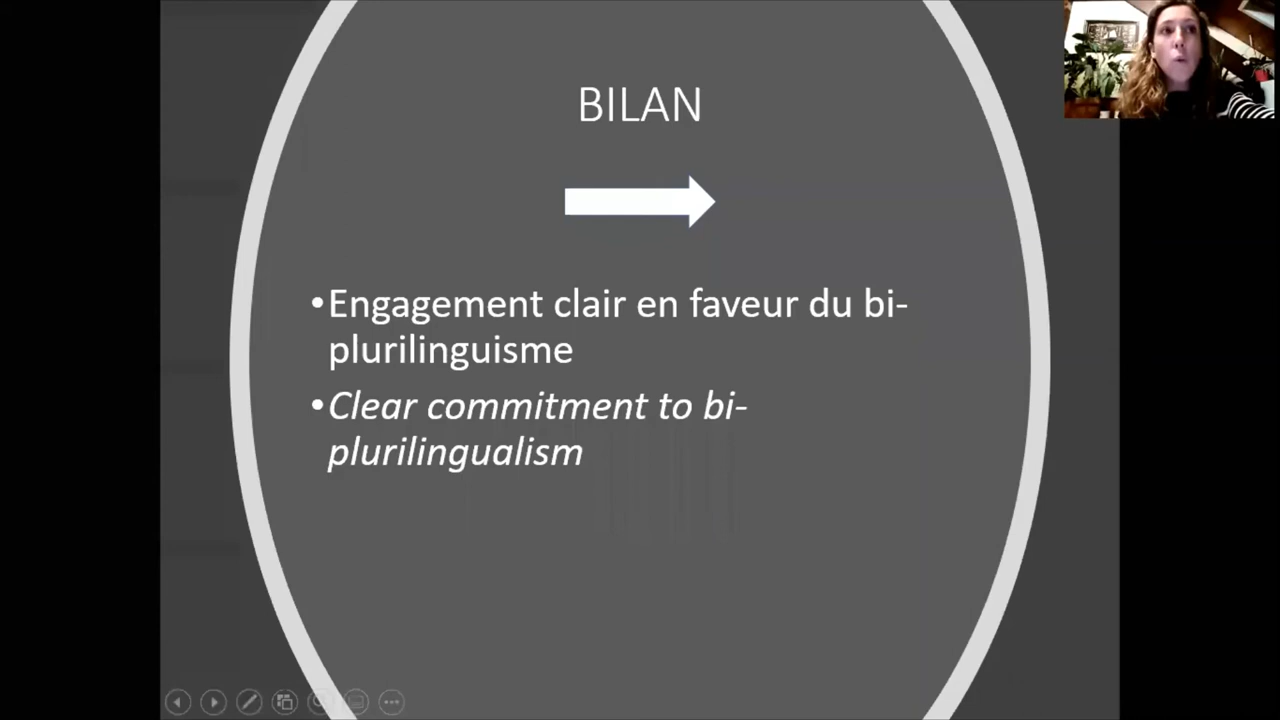 BILAN
•Engagement clair en faveur du bi-
plurilinguisme
•Clear commitment to bi-
plurilingualism